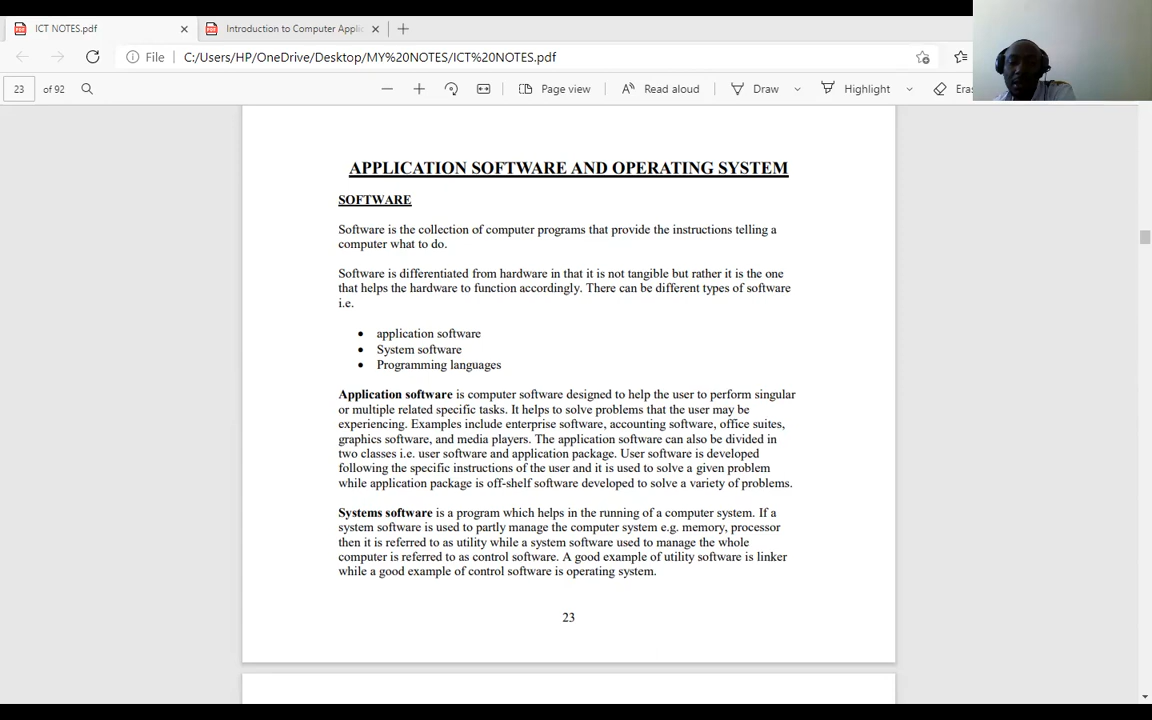 ICT NOTES.pdf
Introduction to Computer Applic
File C:/Users/HP/OneDrive/Desktop/MY%20NOTES/ICT%20NOTES.pdf
23 of 92 Page view Read aloud Draw Highlight Eras
APPLICATION SOFTWARE AND OPERATING SYSTEM
SOFTWARE
Software is the collection of computer programs that provide the instructions telling a
computer what to do.
Software is differentiated from hardware in that it is not tangible but rather it is the one
that helps the hardware to function accordingly. There can be different types of software
i.e.
• application software
• System software
• Programming languages
Application software is computer software designed to help the user to perform singular
or multiple related specific tasks. It helps to solve problems that the user may be
experiencing. Examples include enterprise software, accounting software, office suites,
graphics software, and media players. The application software can also be divided in
two classes i.e. user software and application package. User software is developed
following the specific instructions of the user and it is used to solve a given problem
while application package is off-shelf software developed to solve a variety of problems.
Systems software is a program which helps in the running of a computer system. If a
system software is used to partly manage the computer system e.g. memory, processor
then it is referred to as utility while a system software used to manage the whole
computer is referred to as control software. A good example of utility software is linker
while a good example of control software is operating system.
23